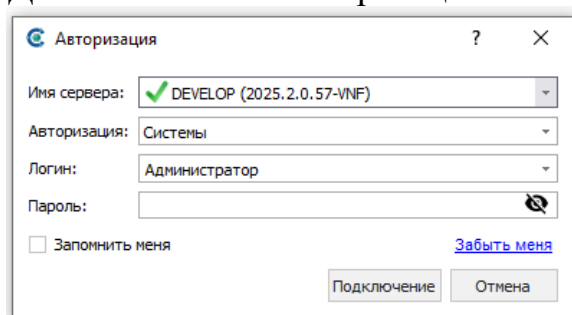 Авторизация ?
Имя сервера: DEVELOP (2025.2.0.57-VNF)
Авторизация: Системы
Логин: Администратор
Пароль:
Запомнить меня Забыть меня
Подключение Отмена